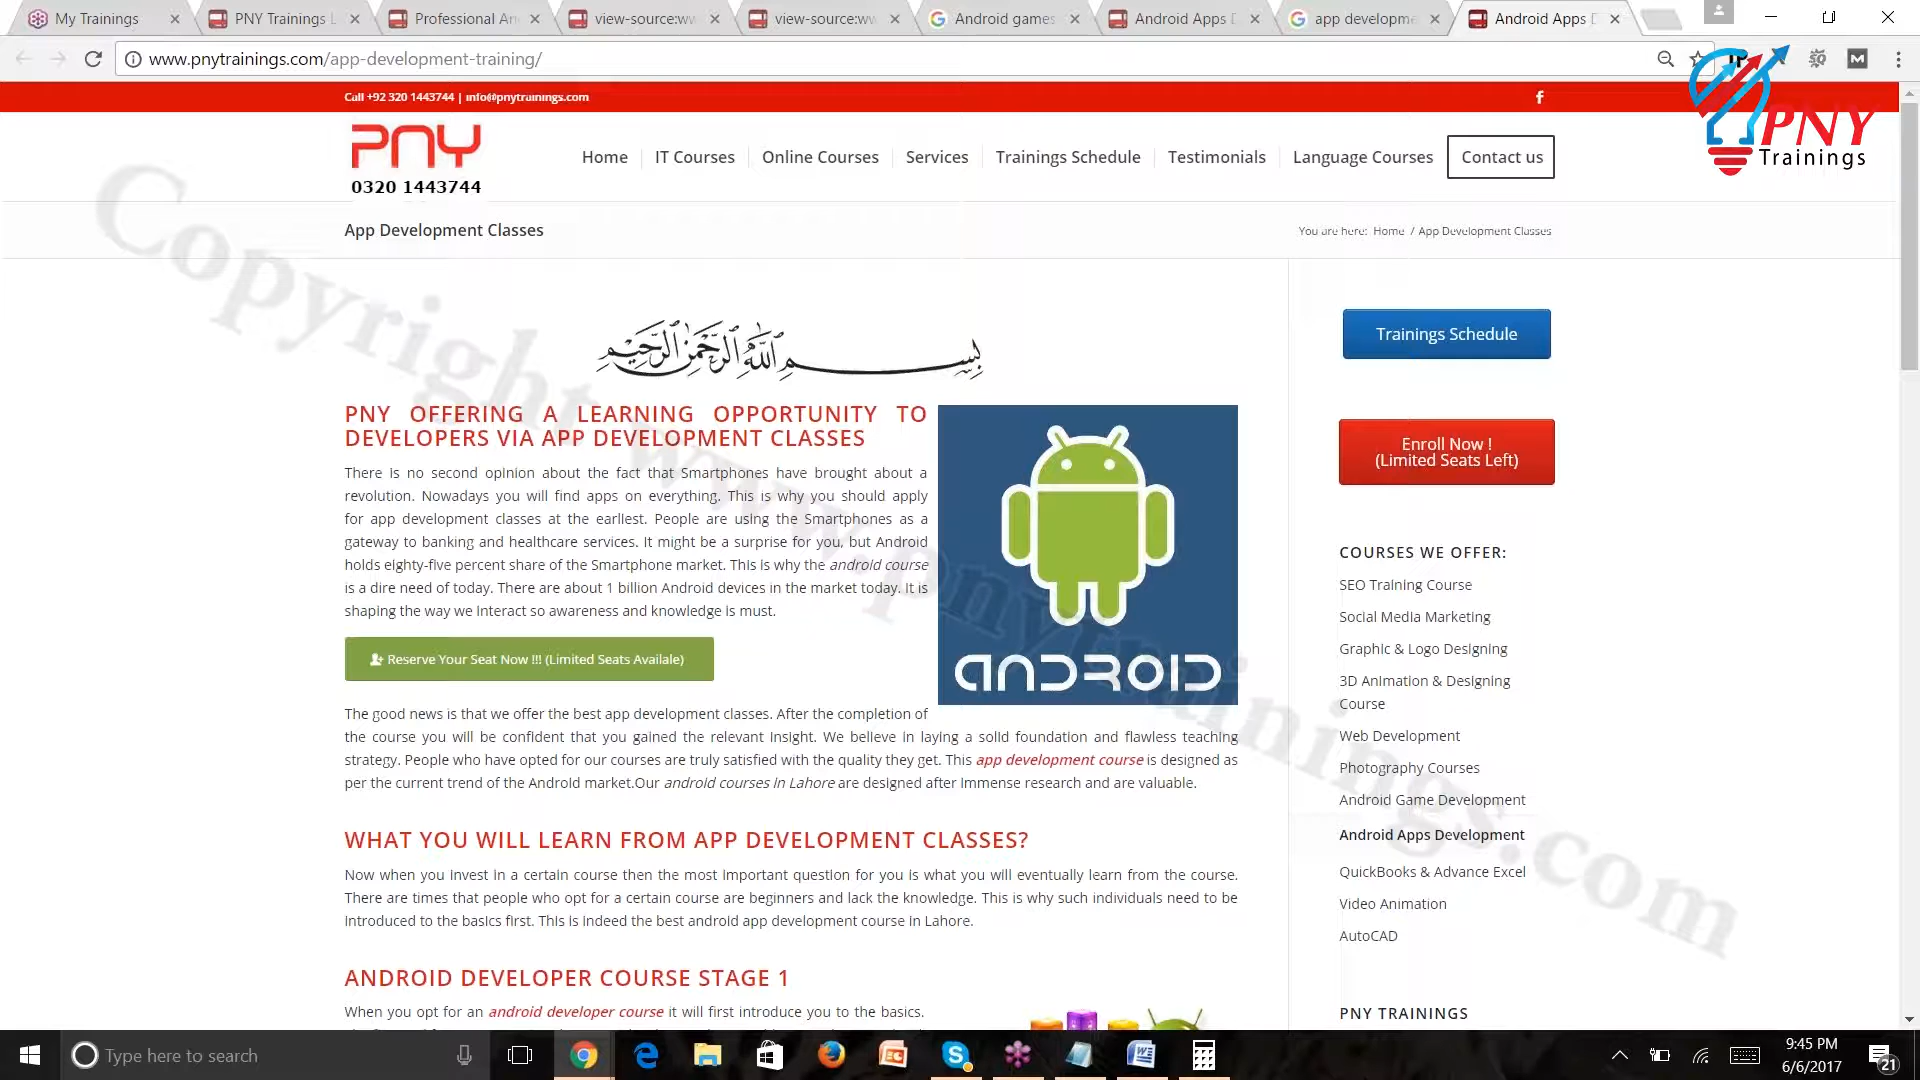 My Trainings
PNY Trainings L
Professional An
view-source:ww
view-source:ww
Android games
Android Apps D
app developme
Android Apps D
www.pnytrainings.com/app-development-training/
Call +92 320 1443744 | info@pnytrainings.com
PNY
0320 1443744
Home
IT Courses
Online Courses
Services
Trainings Schedule
Testimonials
Language Courses
Contact us
PNY
Trainings
App Development Classes
You are here: Home / App Development Classes
بسم الله الرحمن الرحيم
PNY OFFERING A LEARNING OPPORTUNITY TO
DEVELOPERS VIA APP DEVELOPMENT CLASSES
There is no second opinion about the fact that Smartphones have brought about a
revolution. Nowadays you will find apps on everything. This is why you should apply
for app development classes at the earliest. People are using the Smartphones as a
gateway to banking and healthcare services. It might be a surprise for you, but Android
holds eighty-five percent share of the Smartphone market. This is why the android course
is a dire need of today. There are about 1 billion Android devices in the market today. It is
shaping the way we interact so awareness and knowledge is must.
Reserve Your Seat Now !!! (Limited Seats Availale)
ANDROID
The good news is that we offer the best app development classes. After the completion of
the course you will be confident that you gained the relevant insight. We believe in laying a solid foundation and flawless teaching
strategy. People who have opted for our courses are truly satisfied with the quality they get. This app development course is designed as
per the current trend of the Android market.Our android courses in Lahore are designed after immense research and are valuable.
WHAT YOU WILL LEARN FROM APP DEVELOPMENT CLASSES?
Now when you invest in a certain course then the most important question for you is what you will eventually learn from the course.
There are times that people who opt for a certain course are beginners and lack the knowledge. This is why such individuals need to be
introduced to the basics first. This is indeed the best android app development course in Lahore.
ANDROID DEVELOPER COURSE STAGE 1
When you opt for an android developer course it will first introduce you to the basics.
Trainings Schedule
Enroll Now !
(Limited Seats Left)
COURSES WE OFFER:
SEO Training Course
Social Media Marketing
Graphic & Logo Designing
3D Animation & Designing
Course
Web Development
Photography Courses
Android Game Development
Android Apps Development
QuickBooks & Advance Excel
Video Animation
AutoCAD
PNY TRAININGS
Copyright www.pnytrainings.com
Type here to search
9:45 PM
6/6/2017
21